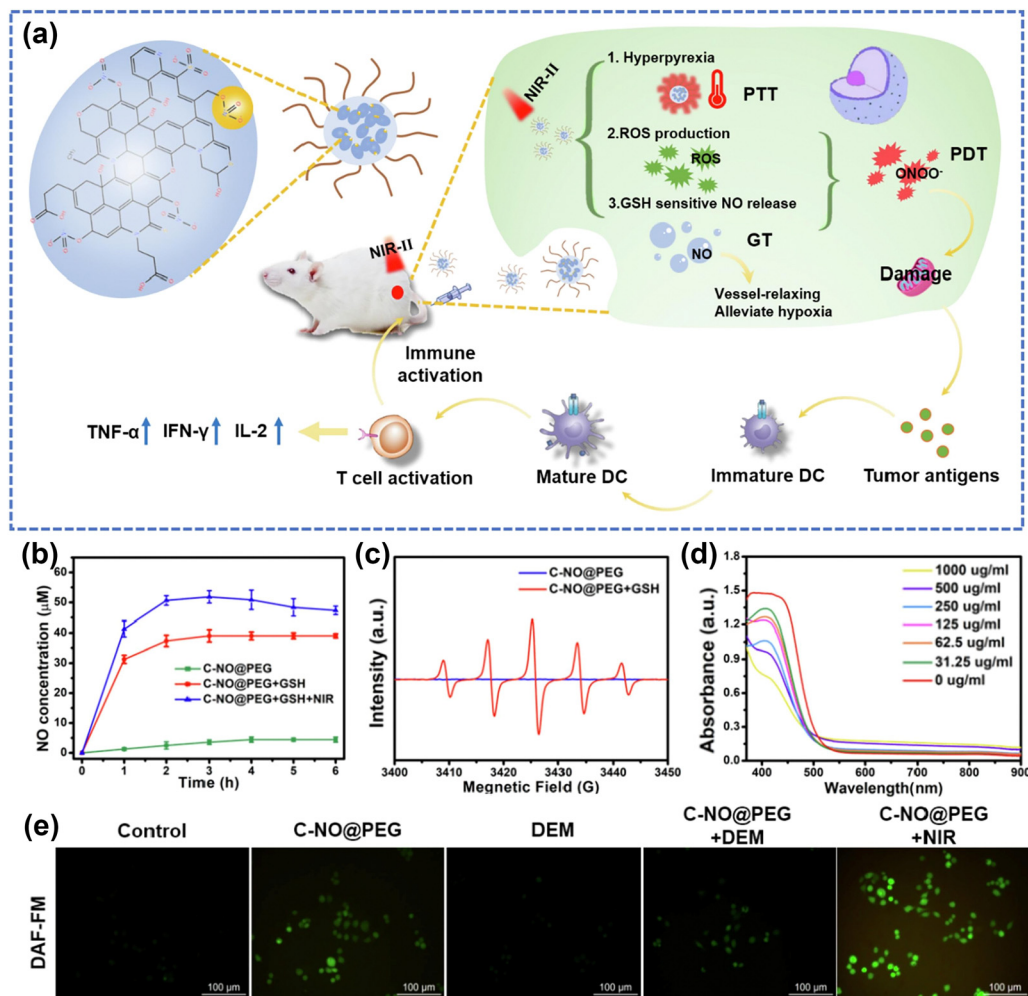 (a)
NIR-II
1. Hyperpyrexia
PTT
2.ROS production
ROS
3.GSH sensitive NO release
NO
GT
PDT
ONOO-
Vessel-relaxing
Alleviate hypoxia
Damage
NIR-II
Immune
activation
TNF-α IFN-γ IL-2
T cell activation
Mature DC
Immature DC
Tumor antigens
(b)
NO concentration (μM)
60
50
40
30
20
10
0
C-NO@PEG
C-NO@PEG+GSH
C-NO@PEG+GSH+NIR
0 1 2 3 4 5 6
Time (h)
(c)
Intensity (a.u.)
C-NO@PEG
C-NO@PEG+GSH
3400 3410 3420 3430 3440 3450
Megnetic Field (G)
(d)
Absorbance (a.u.)
1.8
1.5
1.2
0.9
0.6
0.3
0.0
1000 ug/ml
500 ug/ml
250 ug/ml
125 ug/ml
62.5 ug/ml
31.25 ug/ml
0 ug/ml
400 500 600 700 800 900
Wavelength(nm)
(e)
Control
C-NO@PEG
DEM
C-NO@PEG
+DEM
C-NO@PEG
+NIR
DAF-FM
100 μm
100 μm
100 μm
100 μm
100 μm